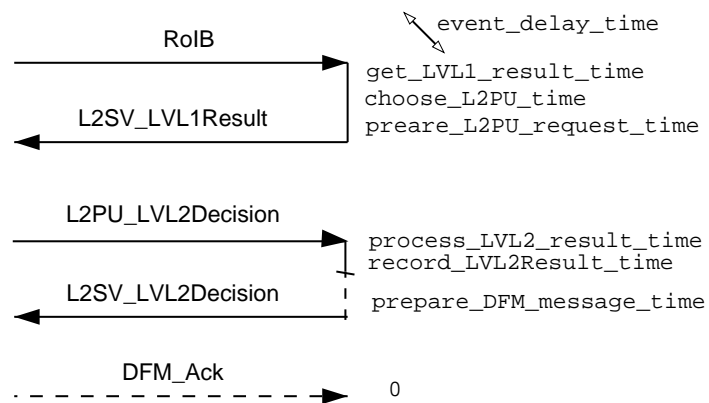 event_delay_time
RoIB
get_LVL1_result_time
choose_L2PU_time
L2SV_LVL1Result
preare_L2PU_request_time
L2PU_LVL2Decision
process_LVL2_result_time
record_LVL2Result_time
L2SV_LVL2Decision
prepare_DFM_message_time
DFM_Ack
0